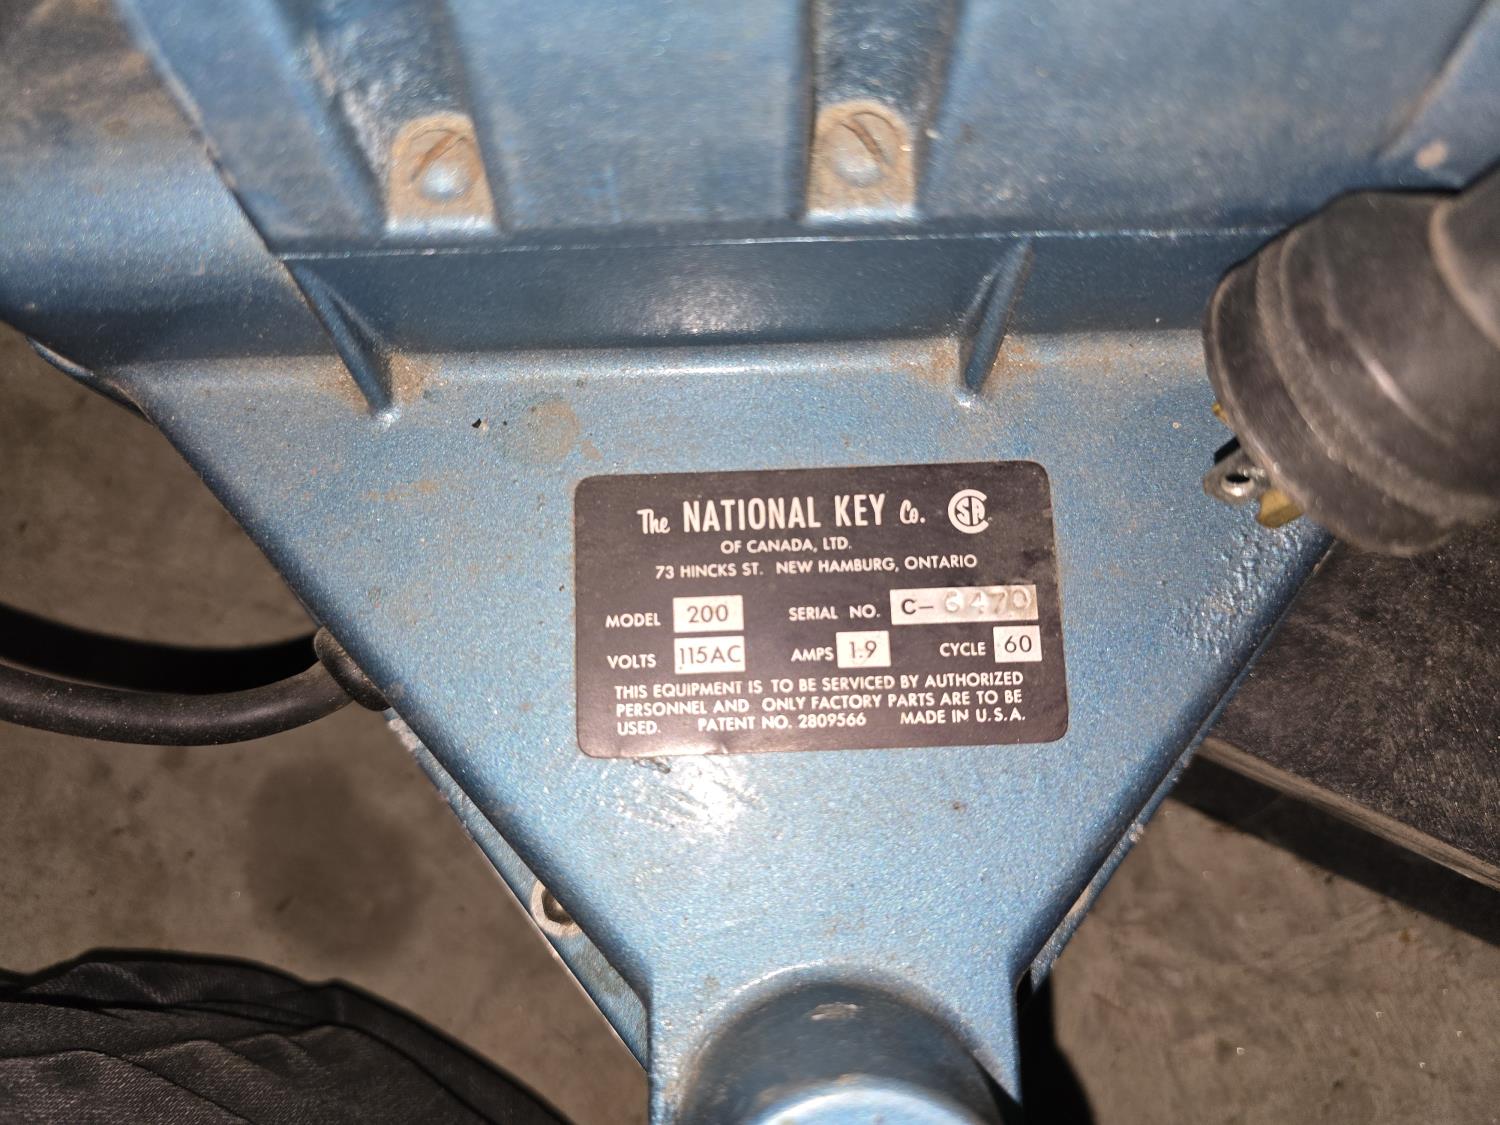 The NATIONAL KEY Co. CSA
OF CANADA, LTD.
73 HINCKS ST. NEW HAMBURG, ONTARIO
MODEL 200 SERIAL NO. C-6470
VOLTS 115AC AMPS 1.9 CYCLE 60
THIS EQUIPMENT IS TO BE SERVICED BY AUTHORIZED
PERSONNEL AND ONLY FACTORY PARTS ARE TO BE
USED. PATENT NO. 2809566 MADE IN U.S.A.